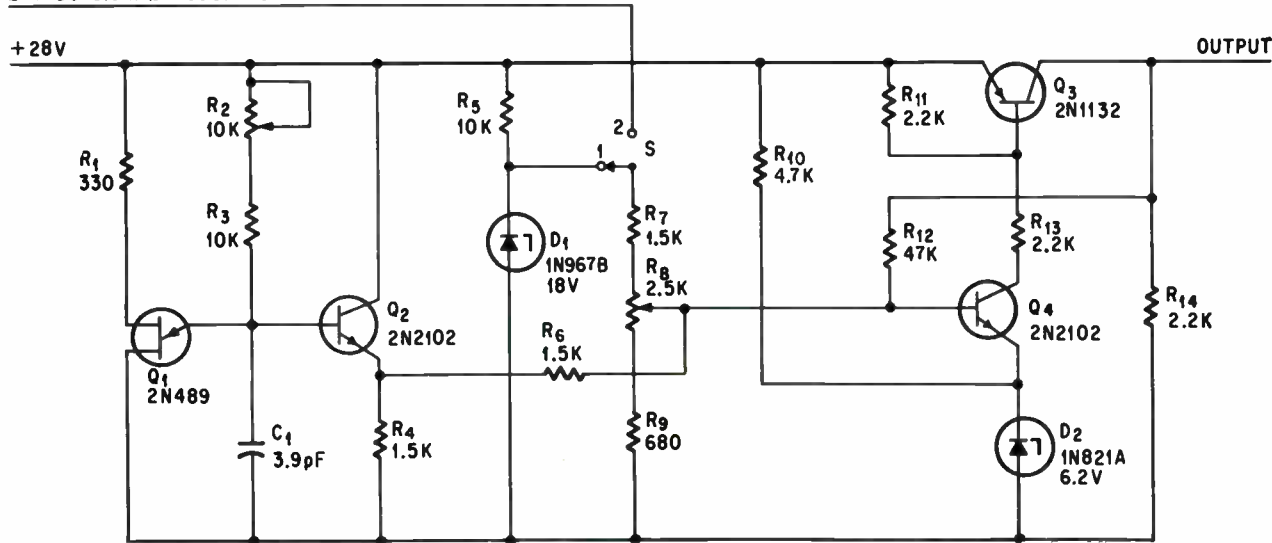 +28V
OUTPUT
R1
330
R2
10K
R3
10K
Q1
2N489
C1
3.9pF
Q2
2N2102
R4
1.5K
R5
10K
D1
1N967B
18V
R6
1.5K
2
S
1
R7
1.5K
R8
2.5K
R9
680
R10
4.7K
R11
2.2K
Q3
2N1132
R12
47K
R13
2.2K
Q4
2N2102
R14
2.2K
D2
1N821A
6.2V